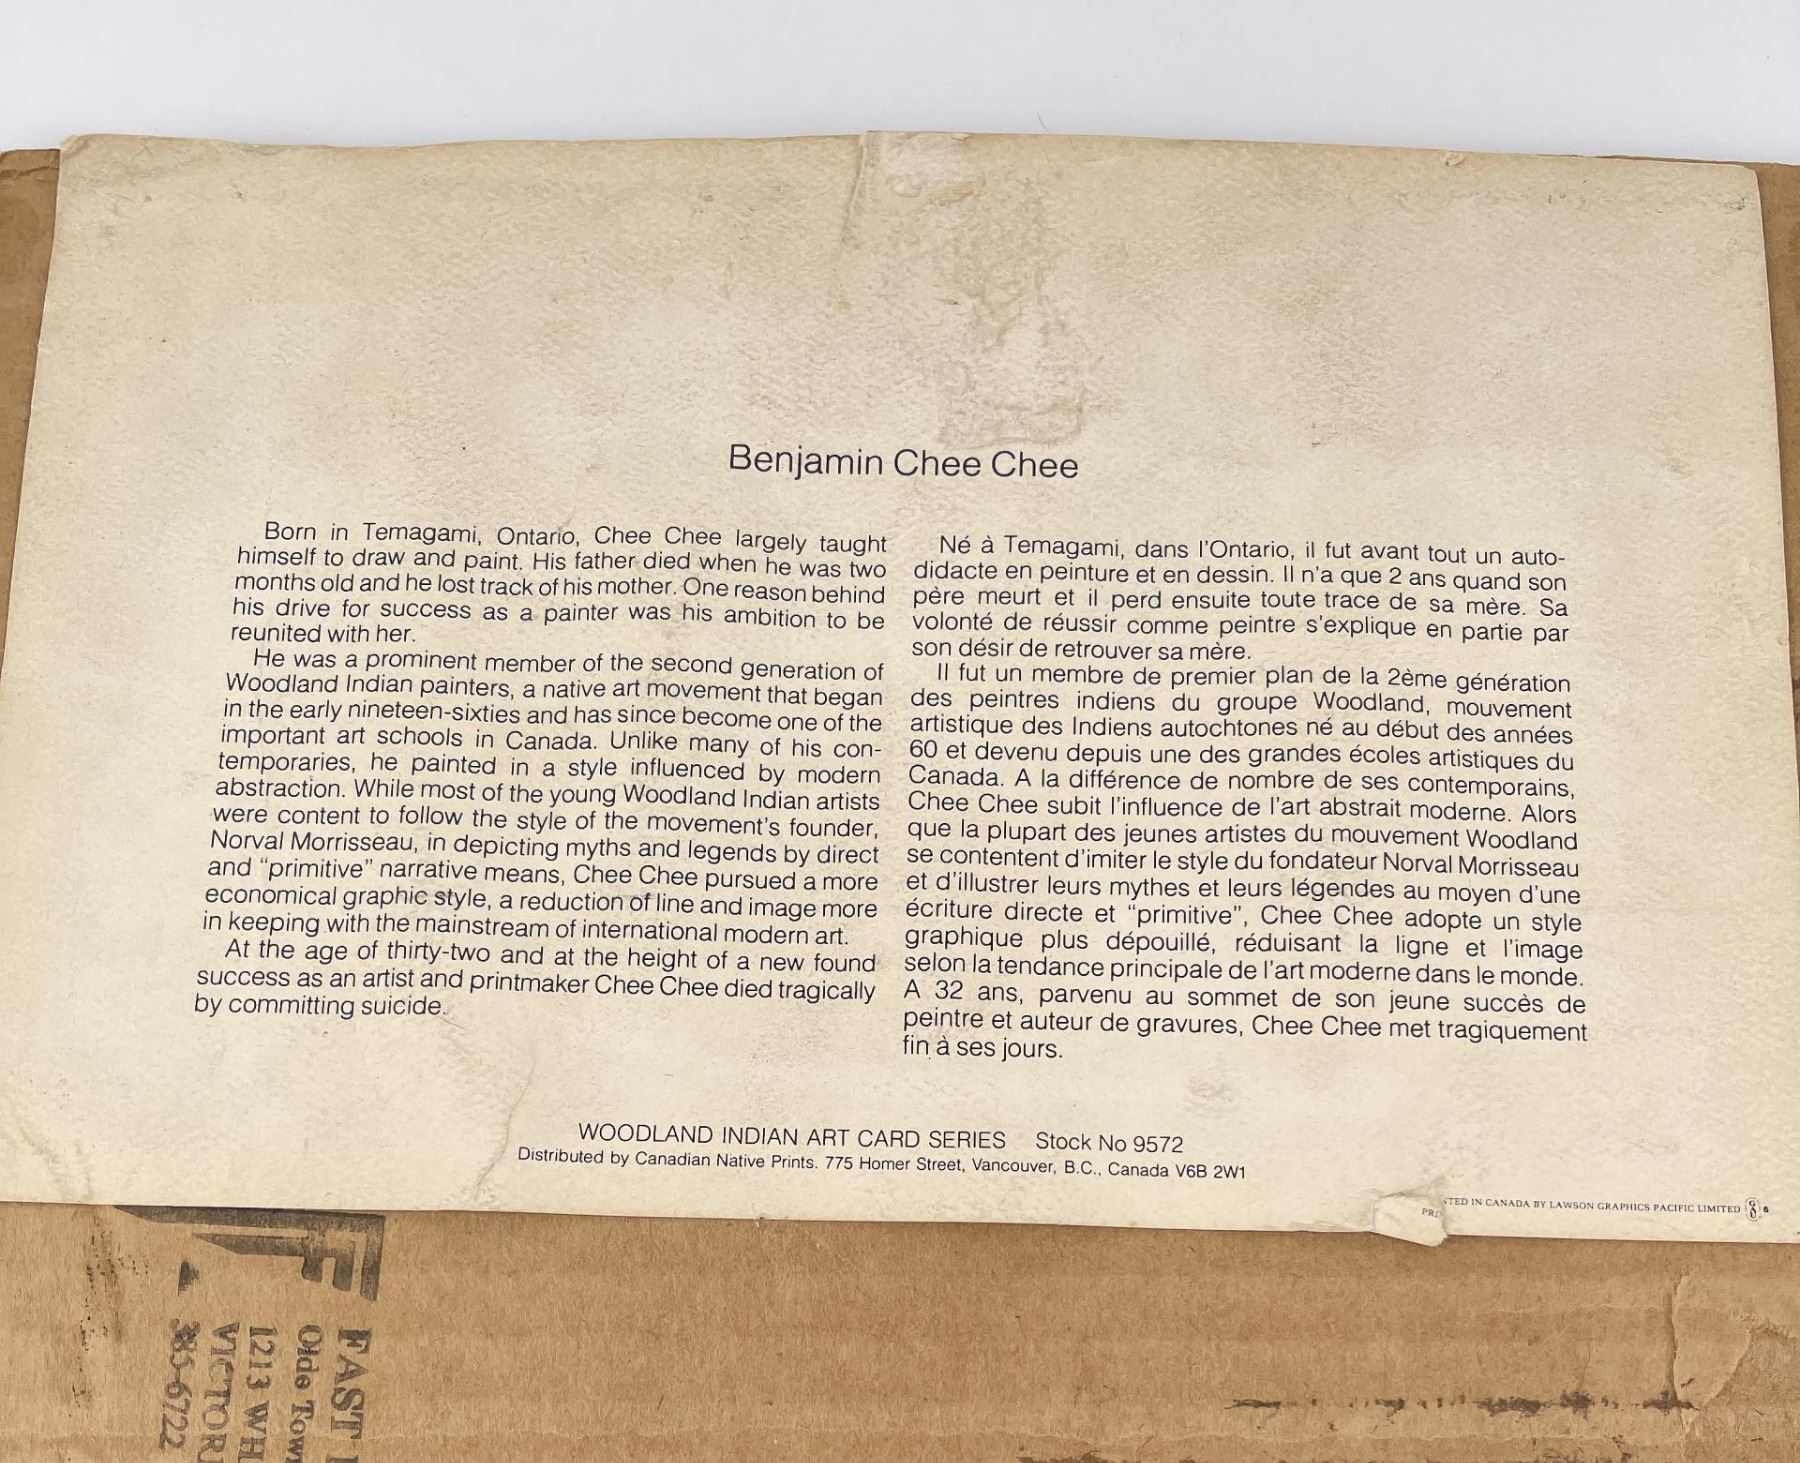 Benjamin Chee Chee
Born in Temagami, Ontario, Chee Chee largely taught
himself to draw and paint. His father died when he was two
months old and he lost track of his mother. One reason behind
his drive for success as a painter was his ambition to be
reunited with her.
He was a prominent member of the second generation of
Woodland Indian painters, a native art movement that began
in the early nineteen-sixties and has since become one of the
important art schools in Canada. Unlike many of his con-
temporaries, he painted in a style influenced by modern
abstraction. While most of the young Woodland Indian artists
were content to follow the style of the movement's founder,
Norval Morrisseau, in depicting myths and legends by direct
and "primitive" narrative means, Chee Chee pursued a more
economical graphic style, a reduction of line and image more
in keeping with the mainstream of international modern art.
At the age of thirty-two and at the height of a new found
success as an artist and printmaker Chee Chee died tragically
by committing suicide.
Né à Temagami, dans l'Ontario, il fut avant tout un auto-
didacte en peinture et en dessin. Il n'a que 2 ans quand son
père meurt et il perd ensuite toute trace de sa mère. Sa
volonté de réussir comme peintre s'explique en partie par
son désir de retrouver sa mère.
Il fut un membre de premier plan de la 2ème génération
des peintres indiens du groupe Woodland, mouvement
artistique des Indiens autochtones né au début des années
60 et devenu depuis une des grandes écoles artistiques du
Canada. A la différence de nombre de ses contemporains,
Chee Chee subit l'influence de l'art abstrait moderne. Alors
que la plupart des jeunes artistes du mouvement Woodland
se contentent d'imiter le style du fondateur Norval Morrisseau
et d'illustrer leurs mythes et leurs légendes au moyen d'une
écriture directe et "primitive", Chee Chee adopte un style
graphique plus dépouillé, réduisant la ligne et l'image
selon la tendance principale de l'art moderne dans le monde.
A 32 ans, parvenu au sommet de son jeune succès de
peintre et auteur de gravures, Chee Chee met tragiquement
fin à ses jours.
WOODLAND INDIAN ART CARD SERIES Stock No 9572
Distributed by Canadian Native Prints. 775 Homer Street, Vancouver, B.C., Canada V6B 2W1
IN CANADA BY LAWSON GRAPHICS PACIFIC LIMITED
Olde
1213
385-6722